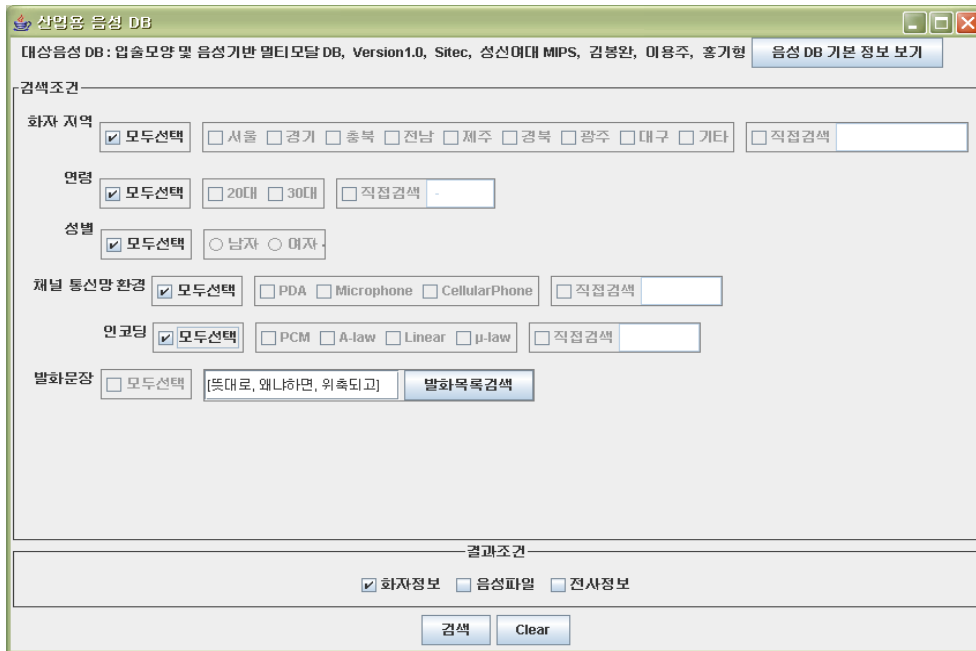 산업용 음성 DB
대상음성 DB : 입술모양 및 음성기반 멀티모달 DB, Version1.0, Sitec, 성신여대 MIPS, 김봉완, 이용주, 홍기형 음성 DB 기본 정보 보기
검색조건
화자 지역 모두선택 서울 경기 충북 전남 제주 경북 광주 대구 기타 직접검색
연령 모두선택 20대 30대 직접검색 -
성별 모두선택 남자 여자
채널 통신망 환경 모두선택 PDA Microphone CellularPhone 직접검색
인코딩 모두선택 PCM A-law Linear μ-law 직접검색
발화문장 모두선택 [뜻대로, 왜냐하면, 위축되고] 발화목록검색
결과조건
화자정보 음성파일 전사정보
검색 Clear